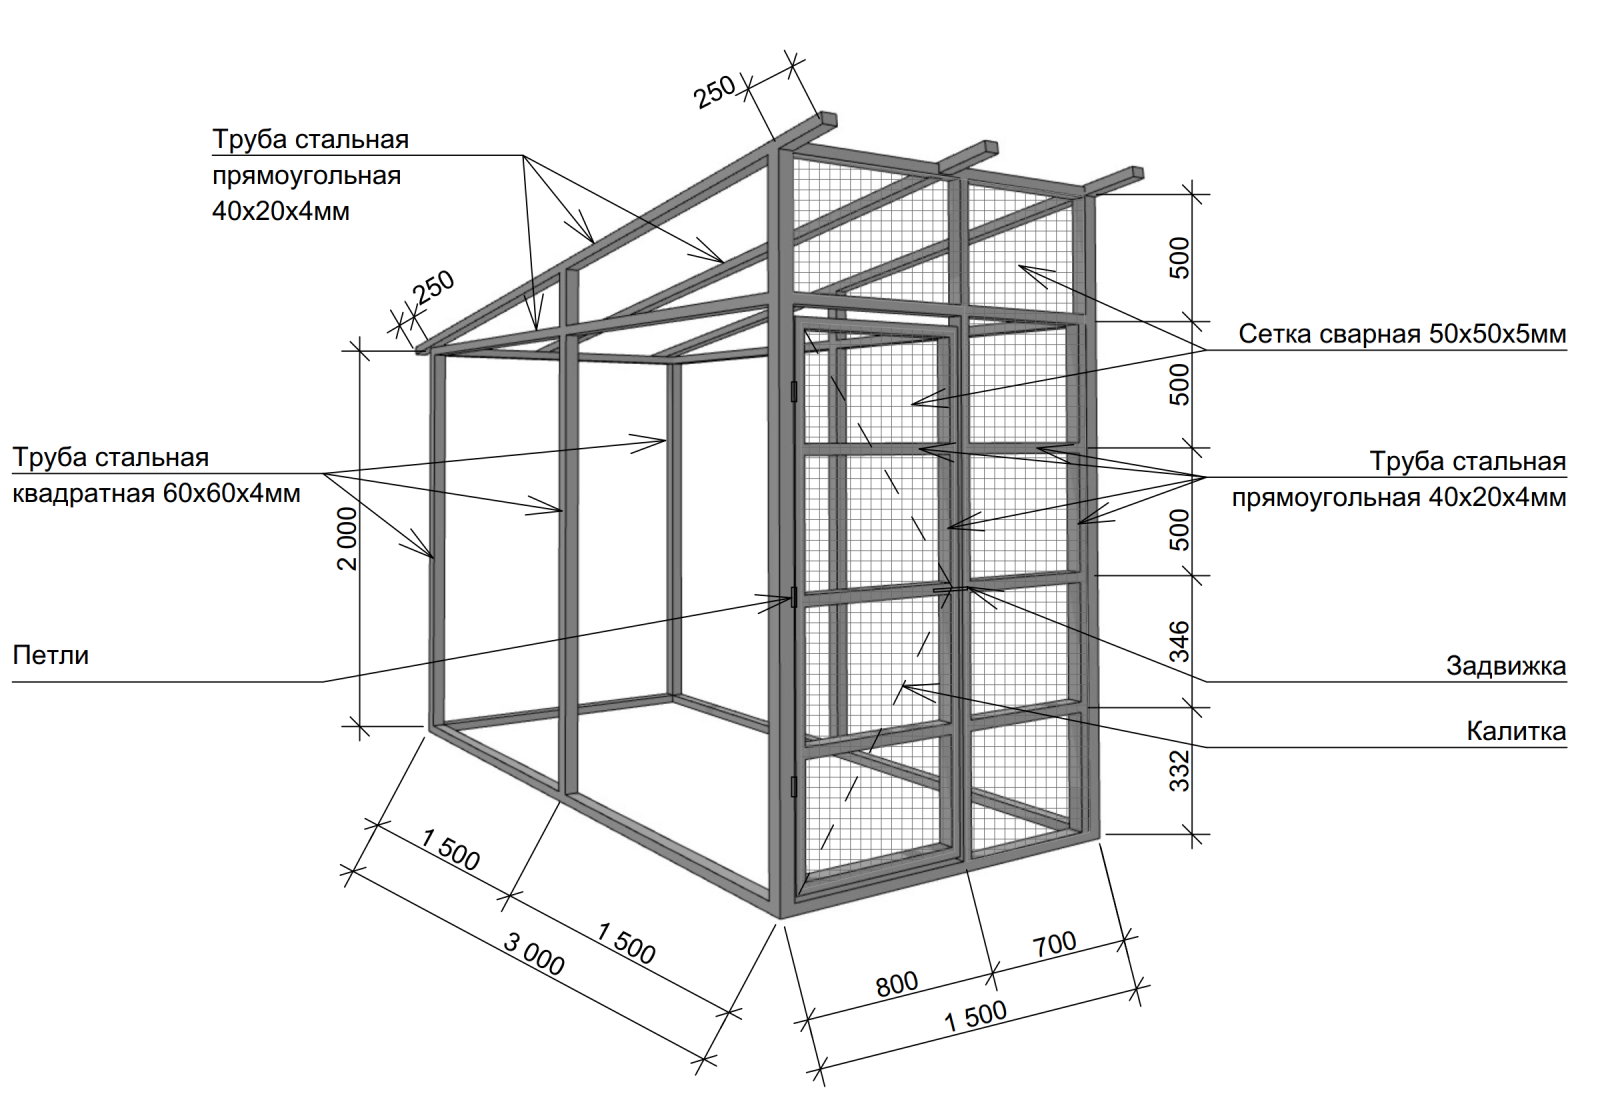 250
Труба стальная
прямоугольная
40х20х4мм
250
500
Сетка сварная 50х50х5мм
500
Труба стальная
квадратная 60х60х4мм
Труба стальная
прямоугольная 40х20х4мм
2 000
500
Петли
346
Задвижка
Калитка
332
1 500
1 500
3 000
700
800
1 500